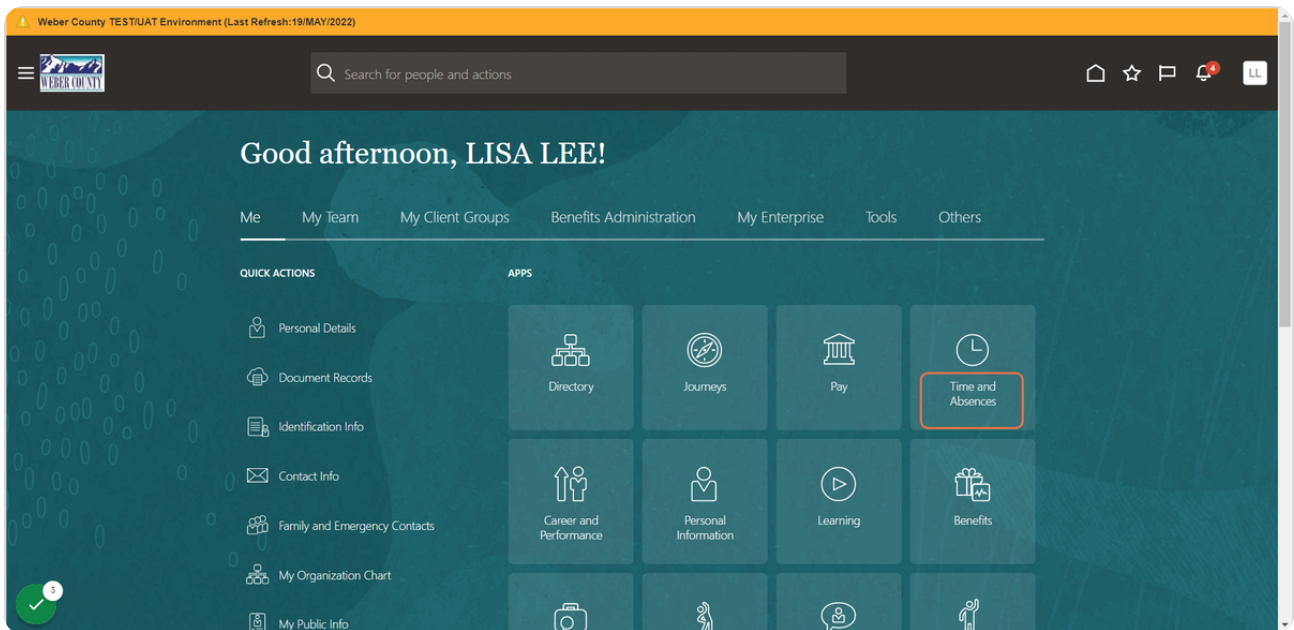 Weber County TEST/UAT Environment (Last Refresh:19/MAY/2022)
WEBER COUNTY
Search for people and actions
4
LL
Good afternoon, LISA LEE!
Me
My Team
My Client Groups
Benefits Administration
My Enterprise
Tools
Others
QUICK ACTIONS
Personal Details
Document Records
Identification Info
Contact Info
Family and Emergency Contacts
My Organization Chart
My Public Info
APPS
Directory
Journeys
Pay
Time and
Absences
Career and
Performance
Personal
Information
Learning
Benefits
3